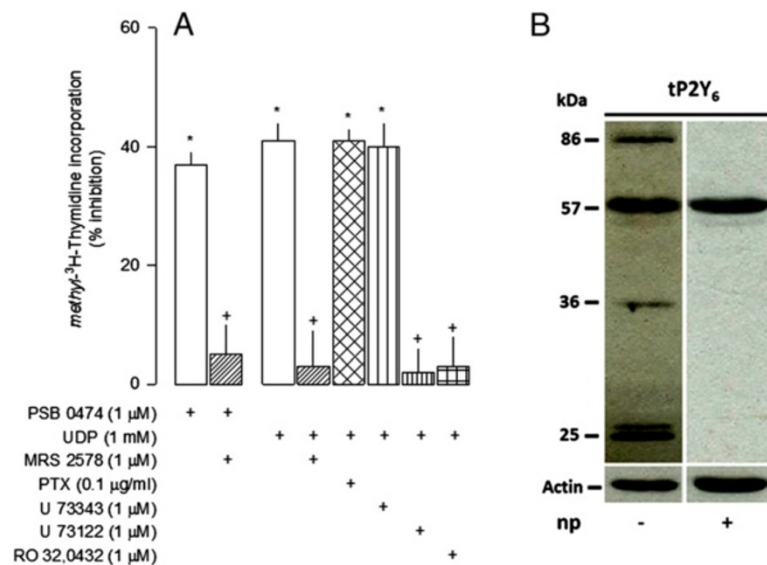 A
60
40
20
0
methyl-³H-Thymidine incorporation
(% inhibition)
* + * + * * + +
PSB 0474 (1 µM) + +
UDP (1 mM) + + + + + +
MRS 2578 (1 µM) + +
PTX (0.1 µg/ml) +
U 73343 (1 µM) +
U 73122 (1 µM) +
RO 32,0432 (1 µM) +
B
tP2Y₆
kDa
86
57
36
25
Actin
np - +